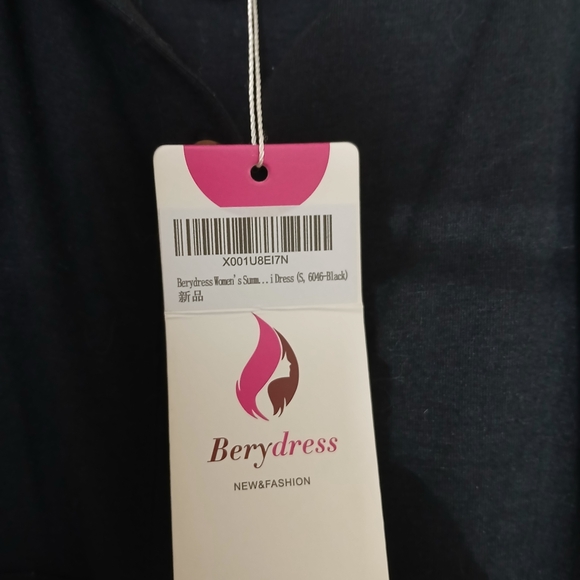 X001U8EI7N
Berydress Women's Summ...i Dress (S, 6046-Black)
新品
Berydress
NEW&FASHION